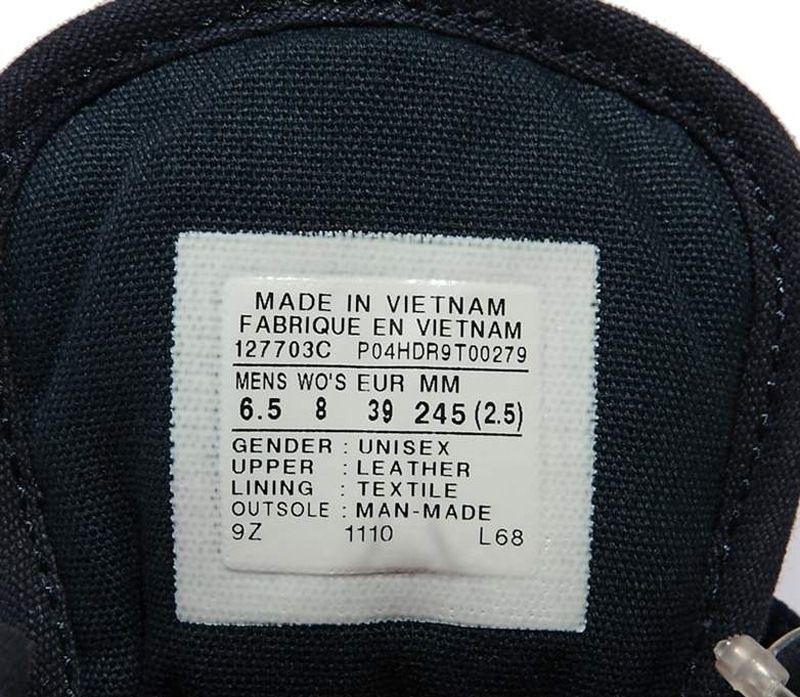 MADE IN VIETNAM
FABRIQUE EN VIETNAM
127703C P04HDR9T00279
MENS WO'S EUR MM
6.5 8 39 245 (2.5)
GENDER : UNISEX
UPPER : LEATHER
LINING : TEXTILE
OUTSOLE : MAN-MADE
9Z 1110 L68